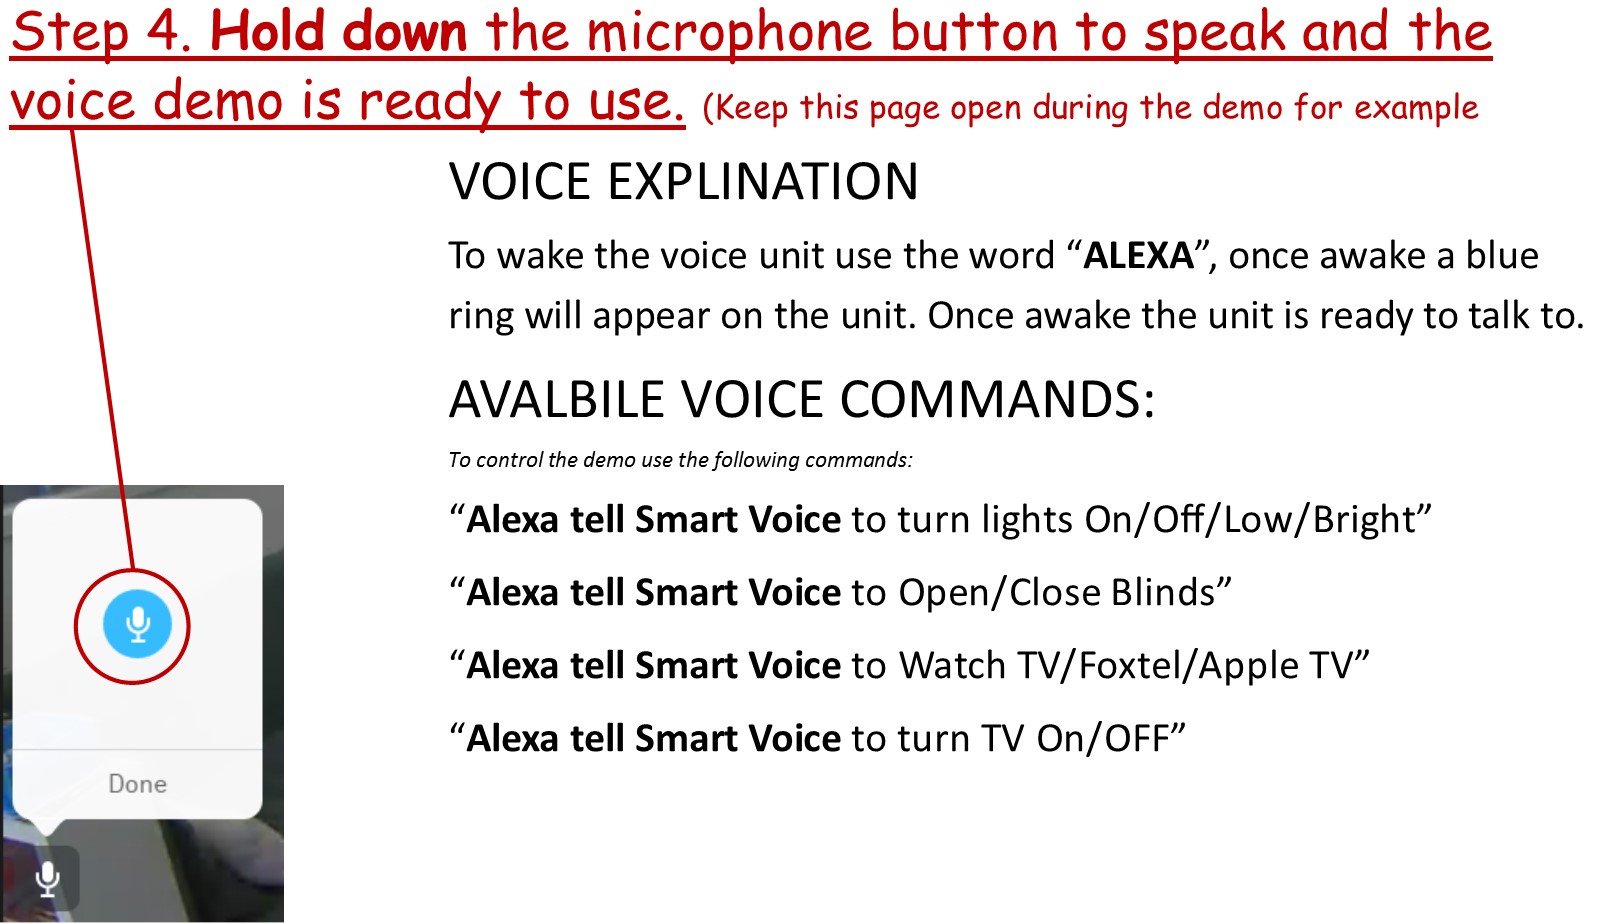 Step 4. Hold down the microphone button to speak and the
voice demo is ready to use. (Keep this page open during the demo for example
VOICE EXPLINATION
To wake the voice unit use the word “ALEXA”, once awake a blue
ring will appear on the unit. Once awake the unit is ready to talk to.
AVALBILE VOICE COMMANDS:
To control the demo use the following commands:
“Alexa tell Smart Voice to turn lights On/Off/Low/Bright”
“Alexa tell Smart Voice to Open/Close Blinds”
“Alexa tell Smart Voice to Watch TV/Foxtel/Apple TV”
“Alexa tell Smart Voice to turn TV On/OFF”
Done